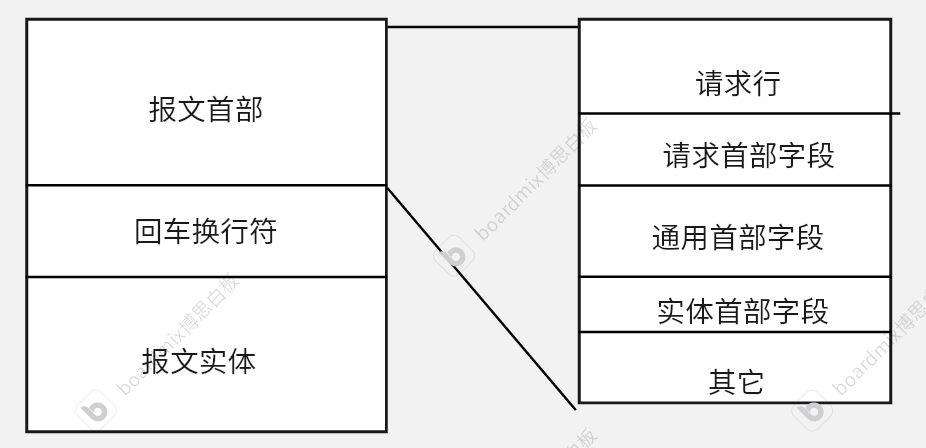 报文首部
回车换行符
报文实体
请求行
请求首部字段
通用首部字段
实体首部字段
其它
boardmix博思白板
boardmix博思白板
boardmix博思白板